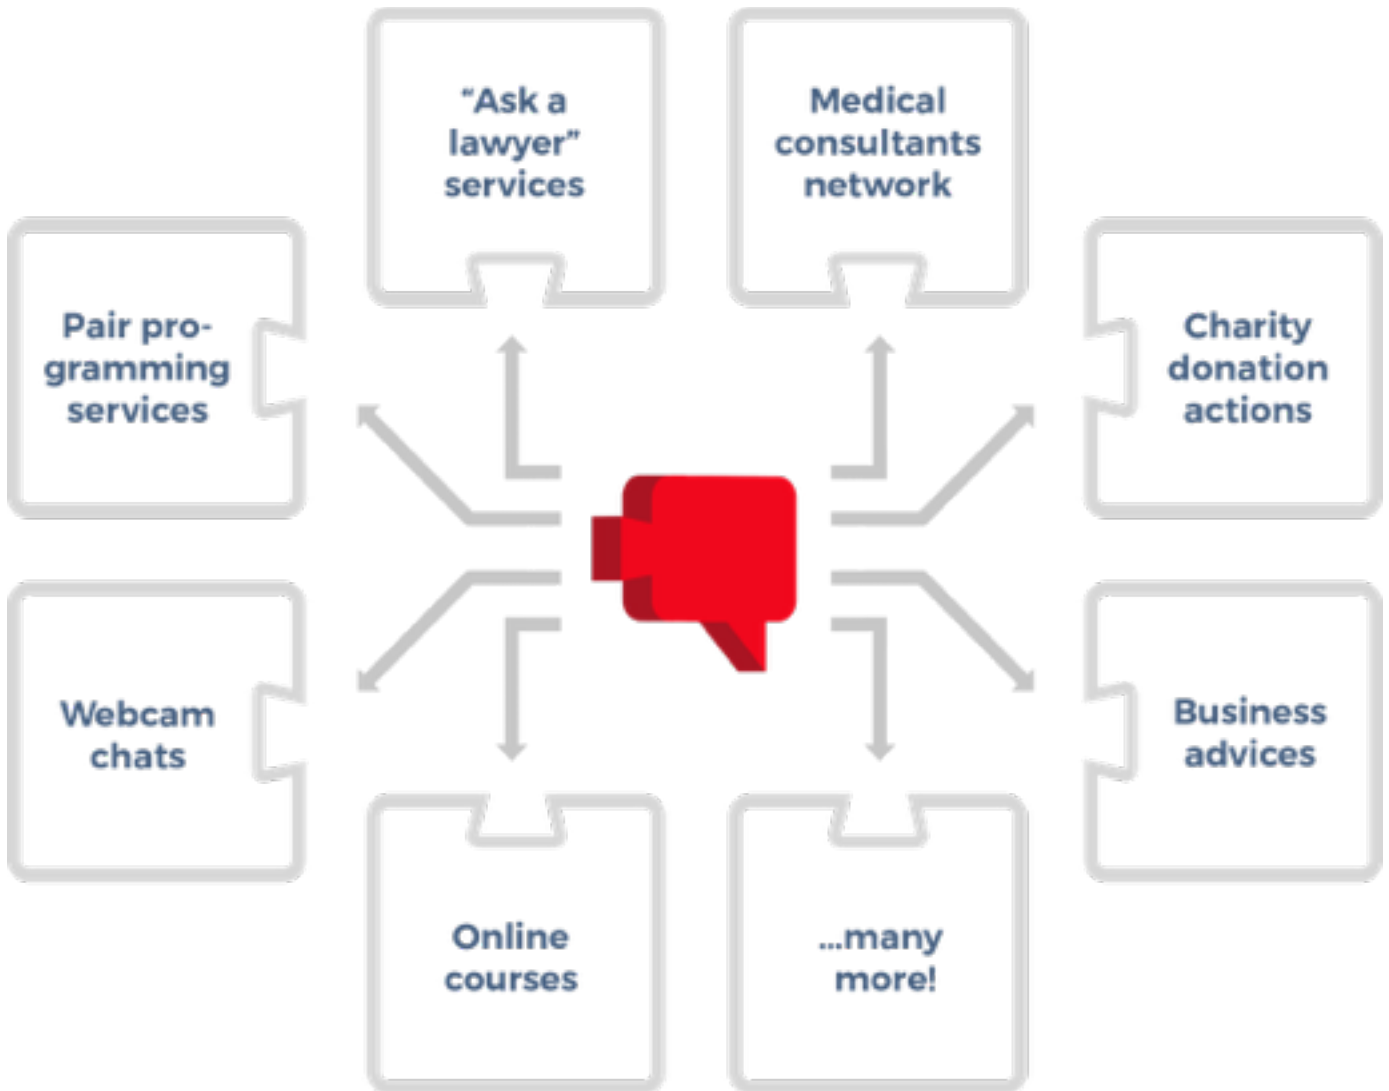 “Ask a
lawyer”
services
Medical
consultants
network
Pair pro-
gramming
services
Charity
donation
actions
Webcam
chats
Business
advices
Online
courses
...many
more!